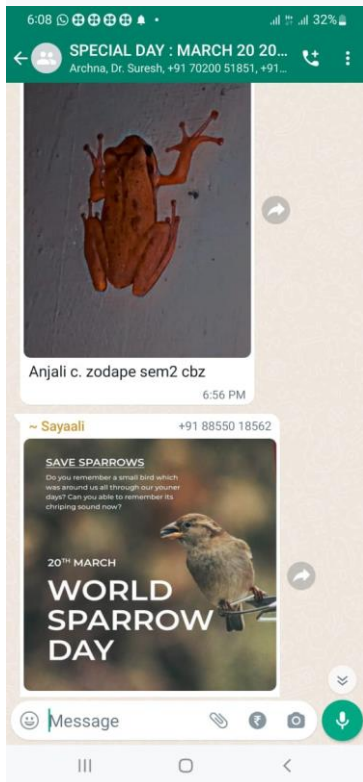 6:08
32%
SPECIAL DAY : MARCH 20 20...
Archna, Dr. Suresh, +91 70200 51851, +91...
Anjali c. zodape sem2 cbz
6:56 PM
~ Sayaali +91 88550 18562
SAVE SPARROWS
Do you remember a small bird which
was around us all through our youner
days? Can you able to remember its
chriping sound now?
20TH MARCH
WORLD
SPARROW
DAY
Message